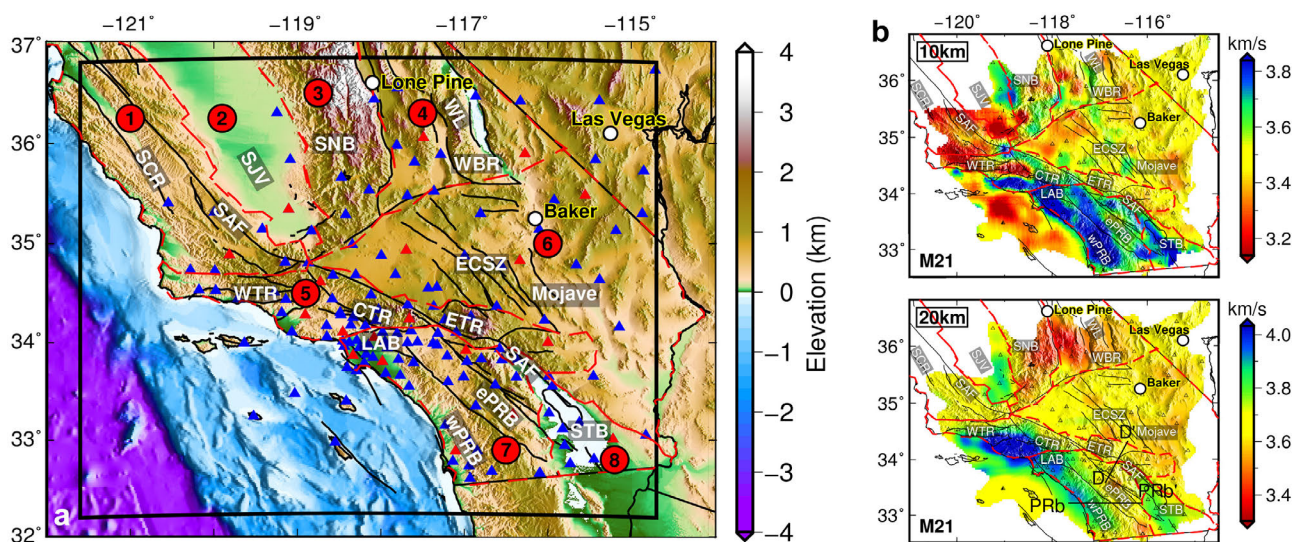 −121 −119 −117 −115
37°
36°
35°
34°
33°
32°
1
2
3
4
5
6
7
8
Lone Pine
Las Vegas
Baker
SCR
SAF
SJV
SNB
WL
WBR
ECSZ
Mojave
WTR
CTR
ETR
LAB
SAF
ePRB
wPRB
STB
a
4
3
2
1
0
−1
−2
−3
−4
Elevation (km)
b
−120° −118° −116°
10km
km/s
36°
35°
34°
33°
Lone Pine
Las Vegas
Baker
SCR
SJV
SNB
WL
WBR
SAF
ECSZ
Mojave
WTR
CTR
ETR
LAB
SAF
ePRB
wPRB
STB
M21
3.8
3.6
3.4
3.2
20km
km/s
36°
35°
34°
33°
Lone Pine
Las Vegas
Baker
SCR
SJV
SNB
WL
WBR
SAF
ECSZ
D'
Mojave
WTR
CTR
ETR
LAB
SAF
D
ePRB
PRb
PRb
wPRB
STB
M21
4.0
3.8
3.6
3.4